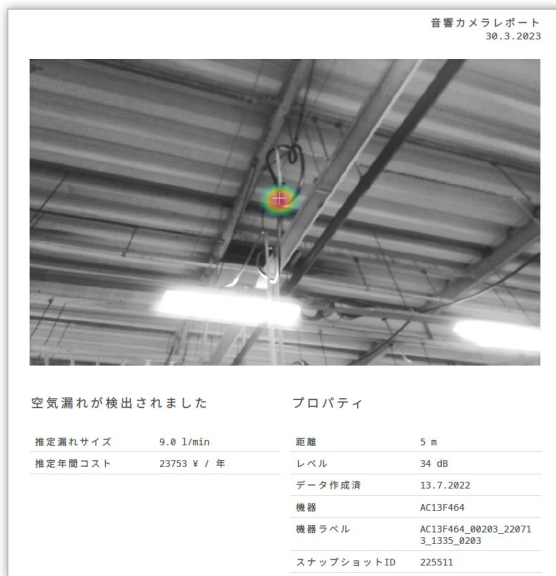 音響カメラレポート
30.3.2023
空気漏れが検出されました
推定漏れサイズ 9.0 l/min
推定年間コスト 23753 ¥ / 年
プロパティ
距離 5 m
レベル 34 dB
データ作成済 13.7.2022
機器 AC13F464
機器ラベル AC13F464_00203_22071
3_1335_0203
スナップショットID 225511